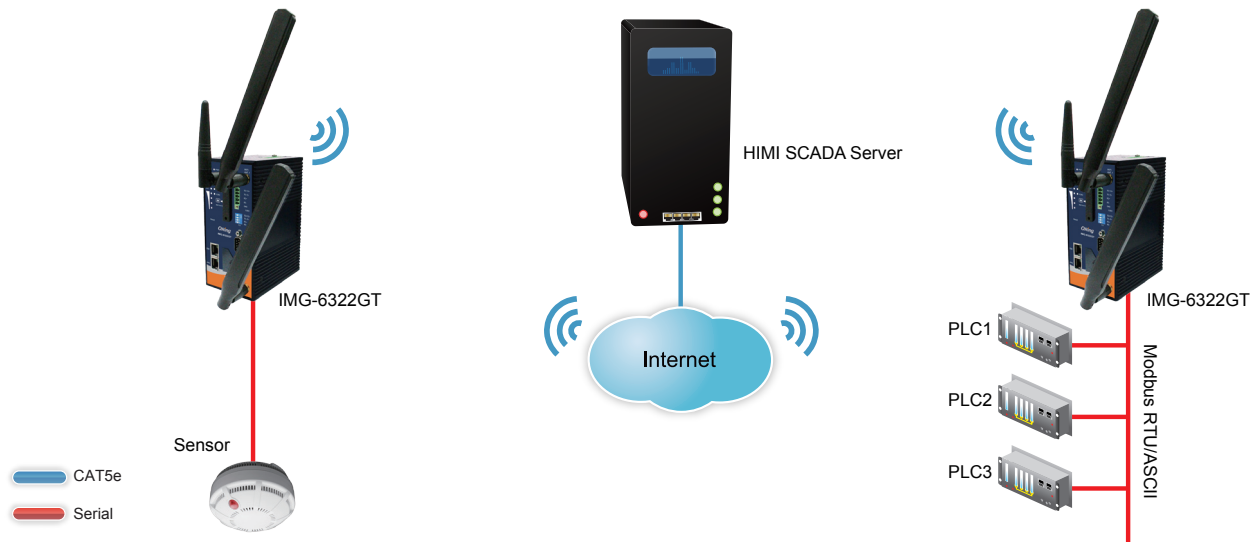 HIMI SCADA Server
IMG-6322GT
IMG-6322GT
PLC1
Internet
Modbus RTU/ASCII
PLC2
Sensor
PLC3
CAT5e
Serial